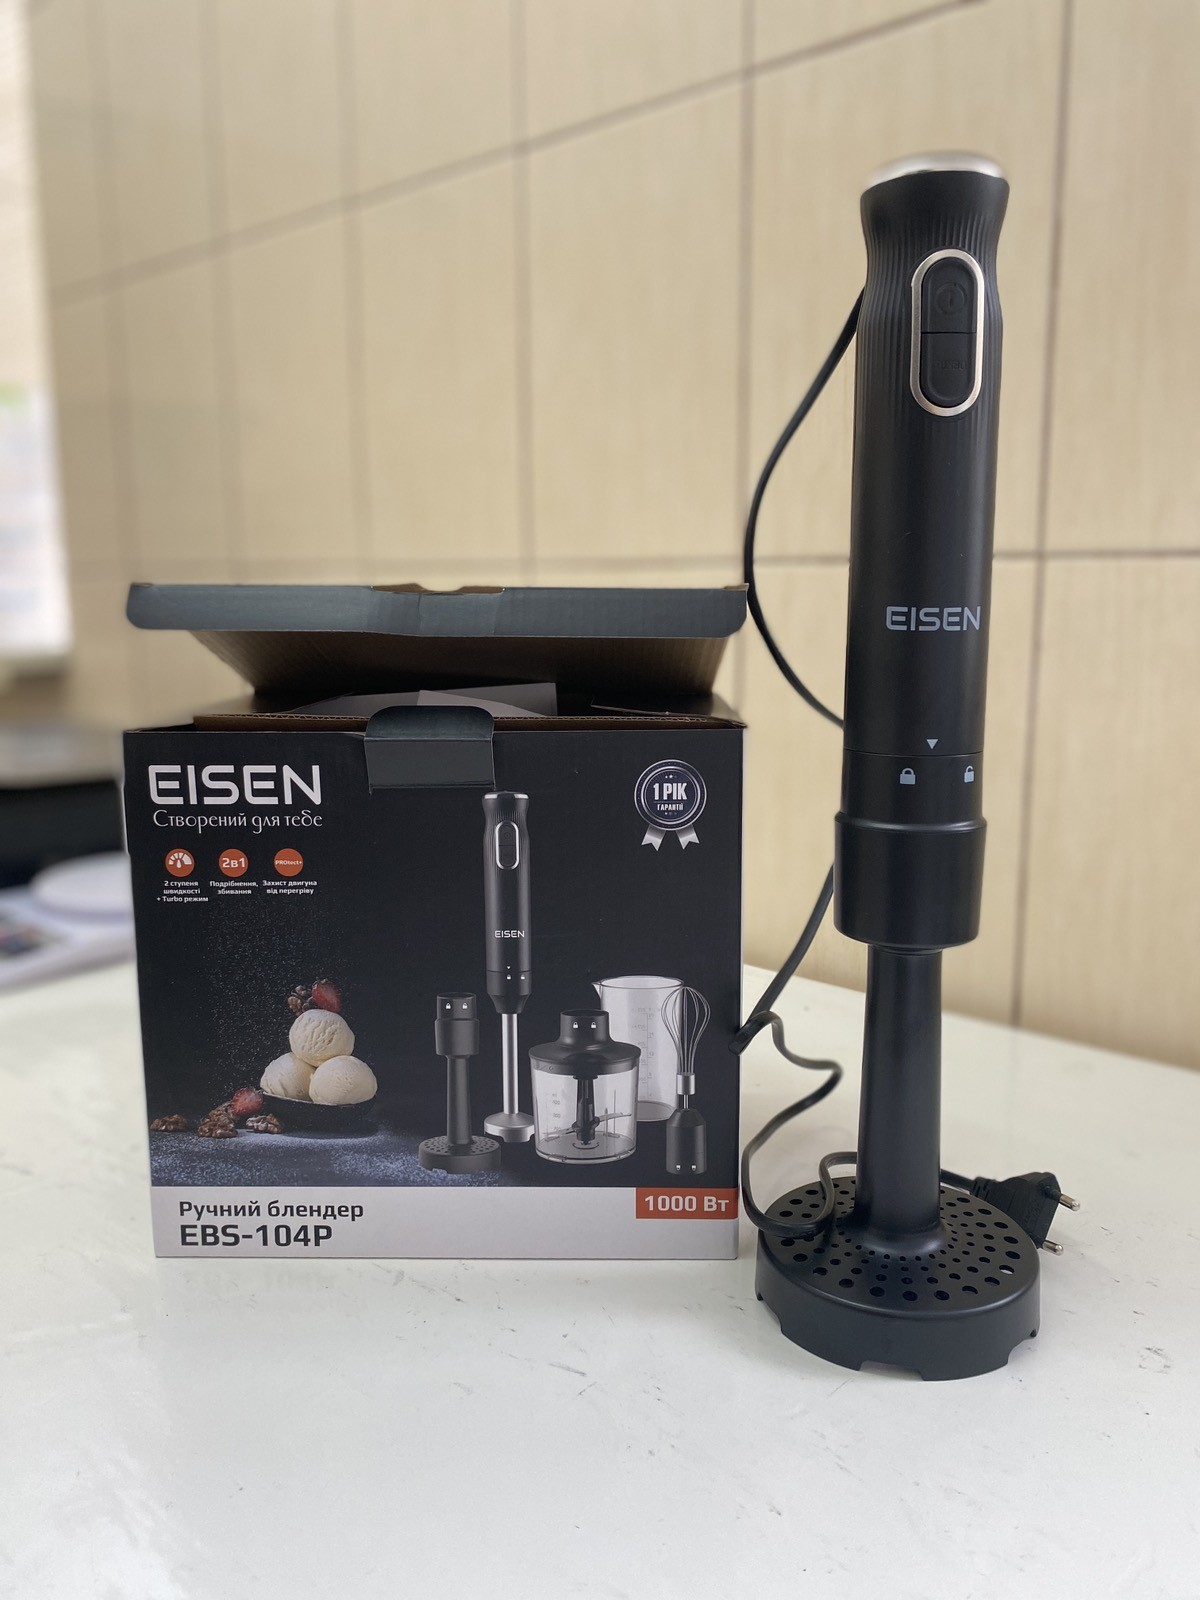 EISEN
EISEN
Створений для тебе
1 РІК
ГАРАНТІЇ
2в1
PROtect+
2 ступеня
швидкості
+ Turbo режим
Подрібнення,
збивання
Захист двигуна
від перегріву
EISEN
Ручний блендер
EBS-104P
1000 Вт